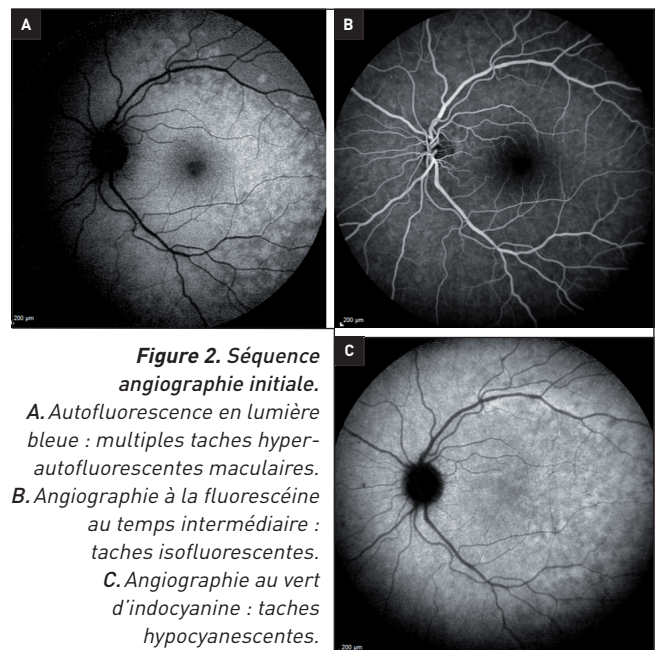 A
B
200 µm
200 µm
Figure 2. Séquence
angiographie initiale.
A. Autofluorescence en lumière
bleue : multiples taches hyper-
autofluorescentes maculaires.
B. Angiographie à la fluorescéine
au temps intermédiaire :
taches isofluorescentes.
C. Angiographie au vert
d'indocyanine : taches
hypocyanescentes.
C
200 µm